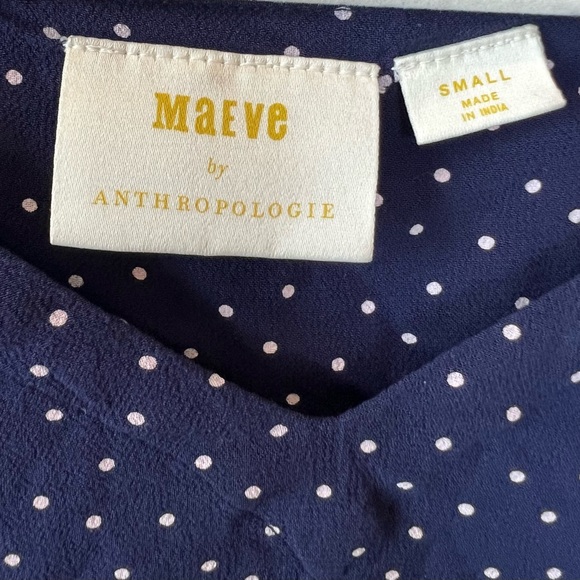 MaEVe
by
ANTHROPOLOGIE
SMALL
MADE
IN INDIA